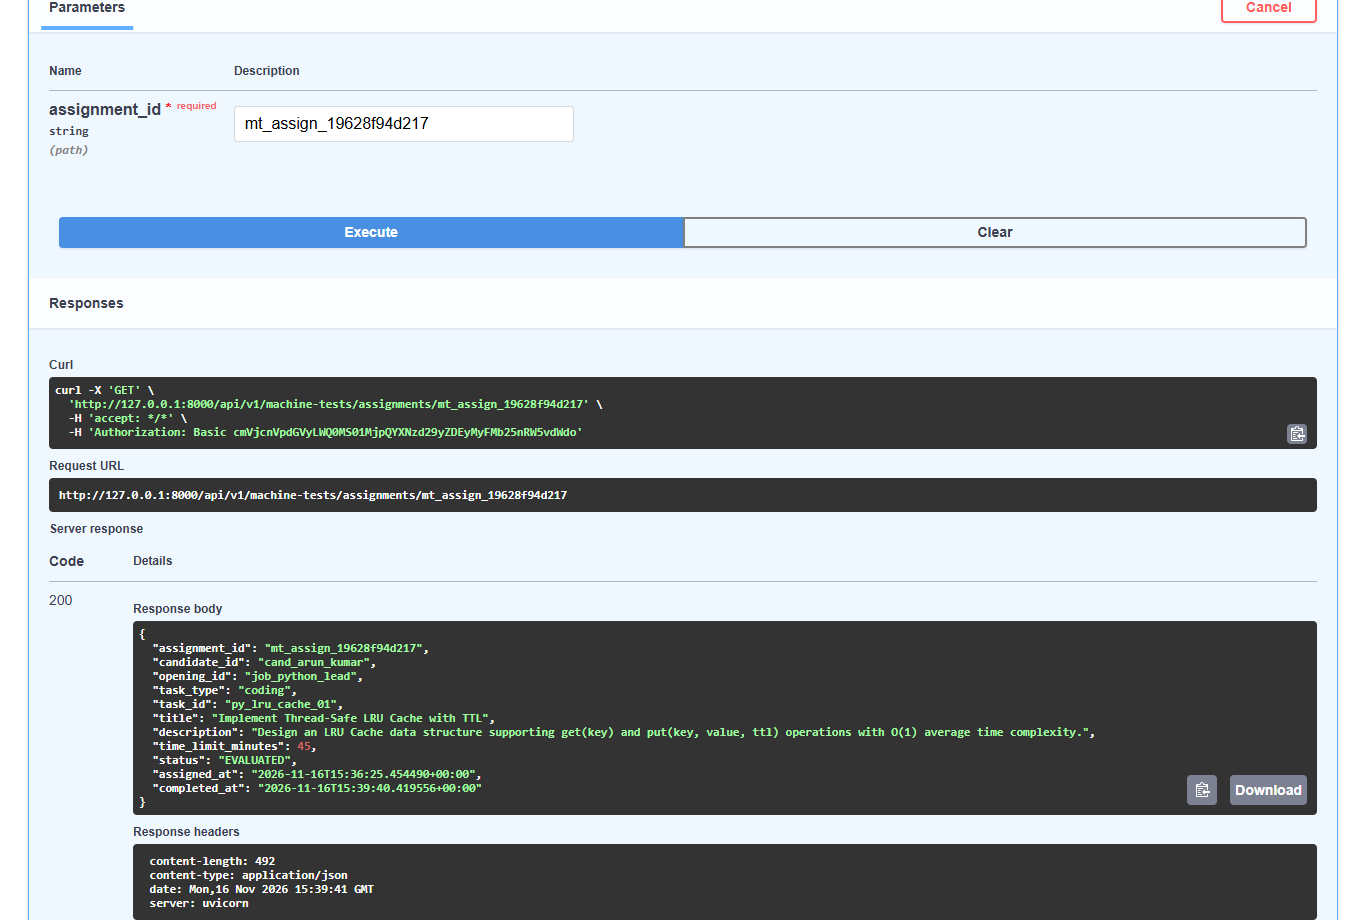 Parameters
Cancel
Name
Description
assignment_id * required
string
(path)
mt_assign_19628f94d217
Execute
Clear
Responses
Curl
curl -X 'GET' \
  'http://127.0.0.1:8000/api/v1/machine-tests/assignments/mt_assign_19628f94d217' \
  -H 'accept: */*' \
  -H 'Authorization: Basic cmVjcnVpdGVyLWQ0MS01MjpQYXNzd29yZDEyMyFMb25nRW5vdWdo'
Request URL
http://127.0.0.1:8000/api/v1/machine-tests/assignments/mt_assign_19628f94d217
Server response
Code
Details
200
Response body
{
  "assignment_id": "mt_assign_19628f94d217",
  "candidate_id": "cand_arun_kumar",
  "opening_id": "job_python_lead",
  "task_type": "coding",
  "task_id": "py_lru_cache_01",
  "title": "Implement Thread-Safe LRU Cache with TTL",
  "description": "Design an LRU Cache data structure supporting get(key) and put(key, value, ttl) operations with O(1) average time complexity.",
  "time_limit_minutes": 45,
  "status": "EVALUATED",
  "assigned_at": "2026-11-16T15:36:25.454490+00:00",
  "completed_at": "2026-11-16T15:39:40.419556+00:00"
}
Download
Response headers
content-length: 492
content-type: application/json
date: Mon,16 Nov 2026 15:39:41 GMT
server: uvicorn